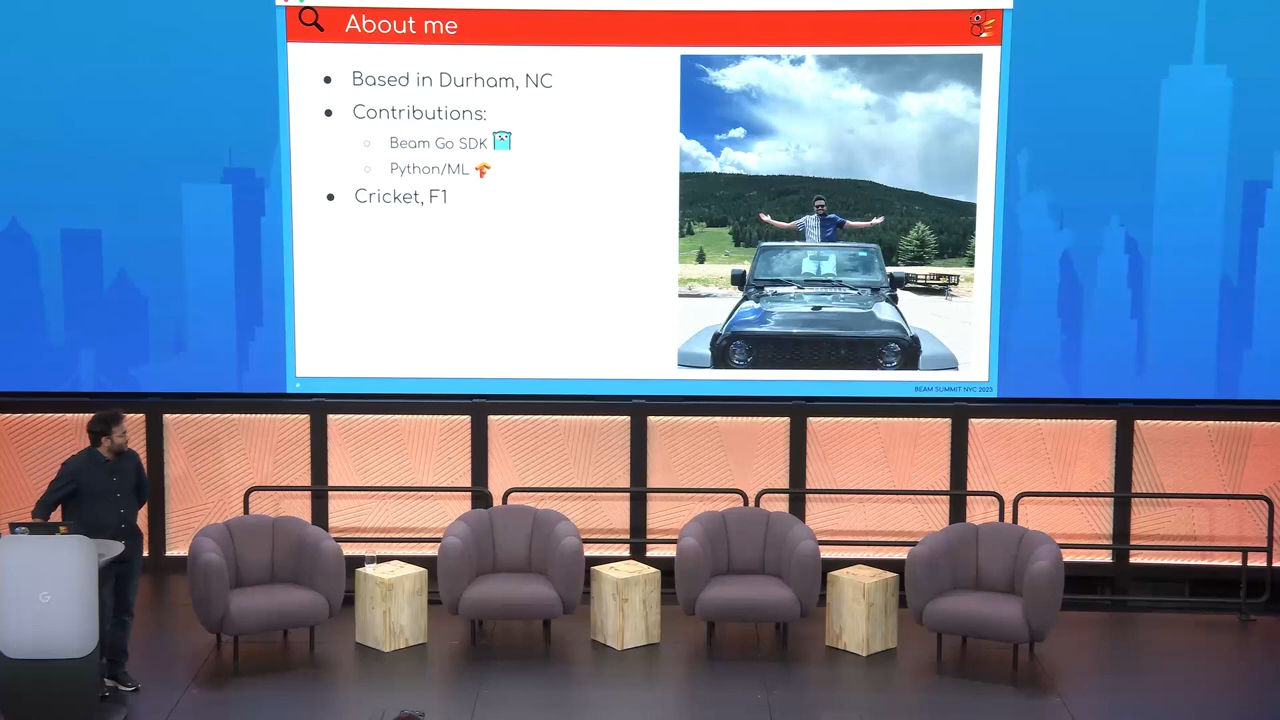 About me
Based in Durham, NC
Contributions:
Beam Go SDK
Python/ML
Cricket, F1
BEAM SUMMIT NYC 2023
G